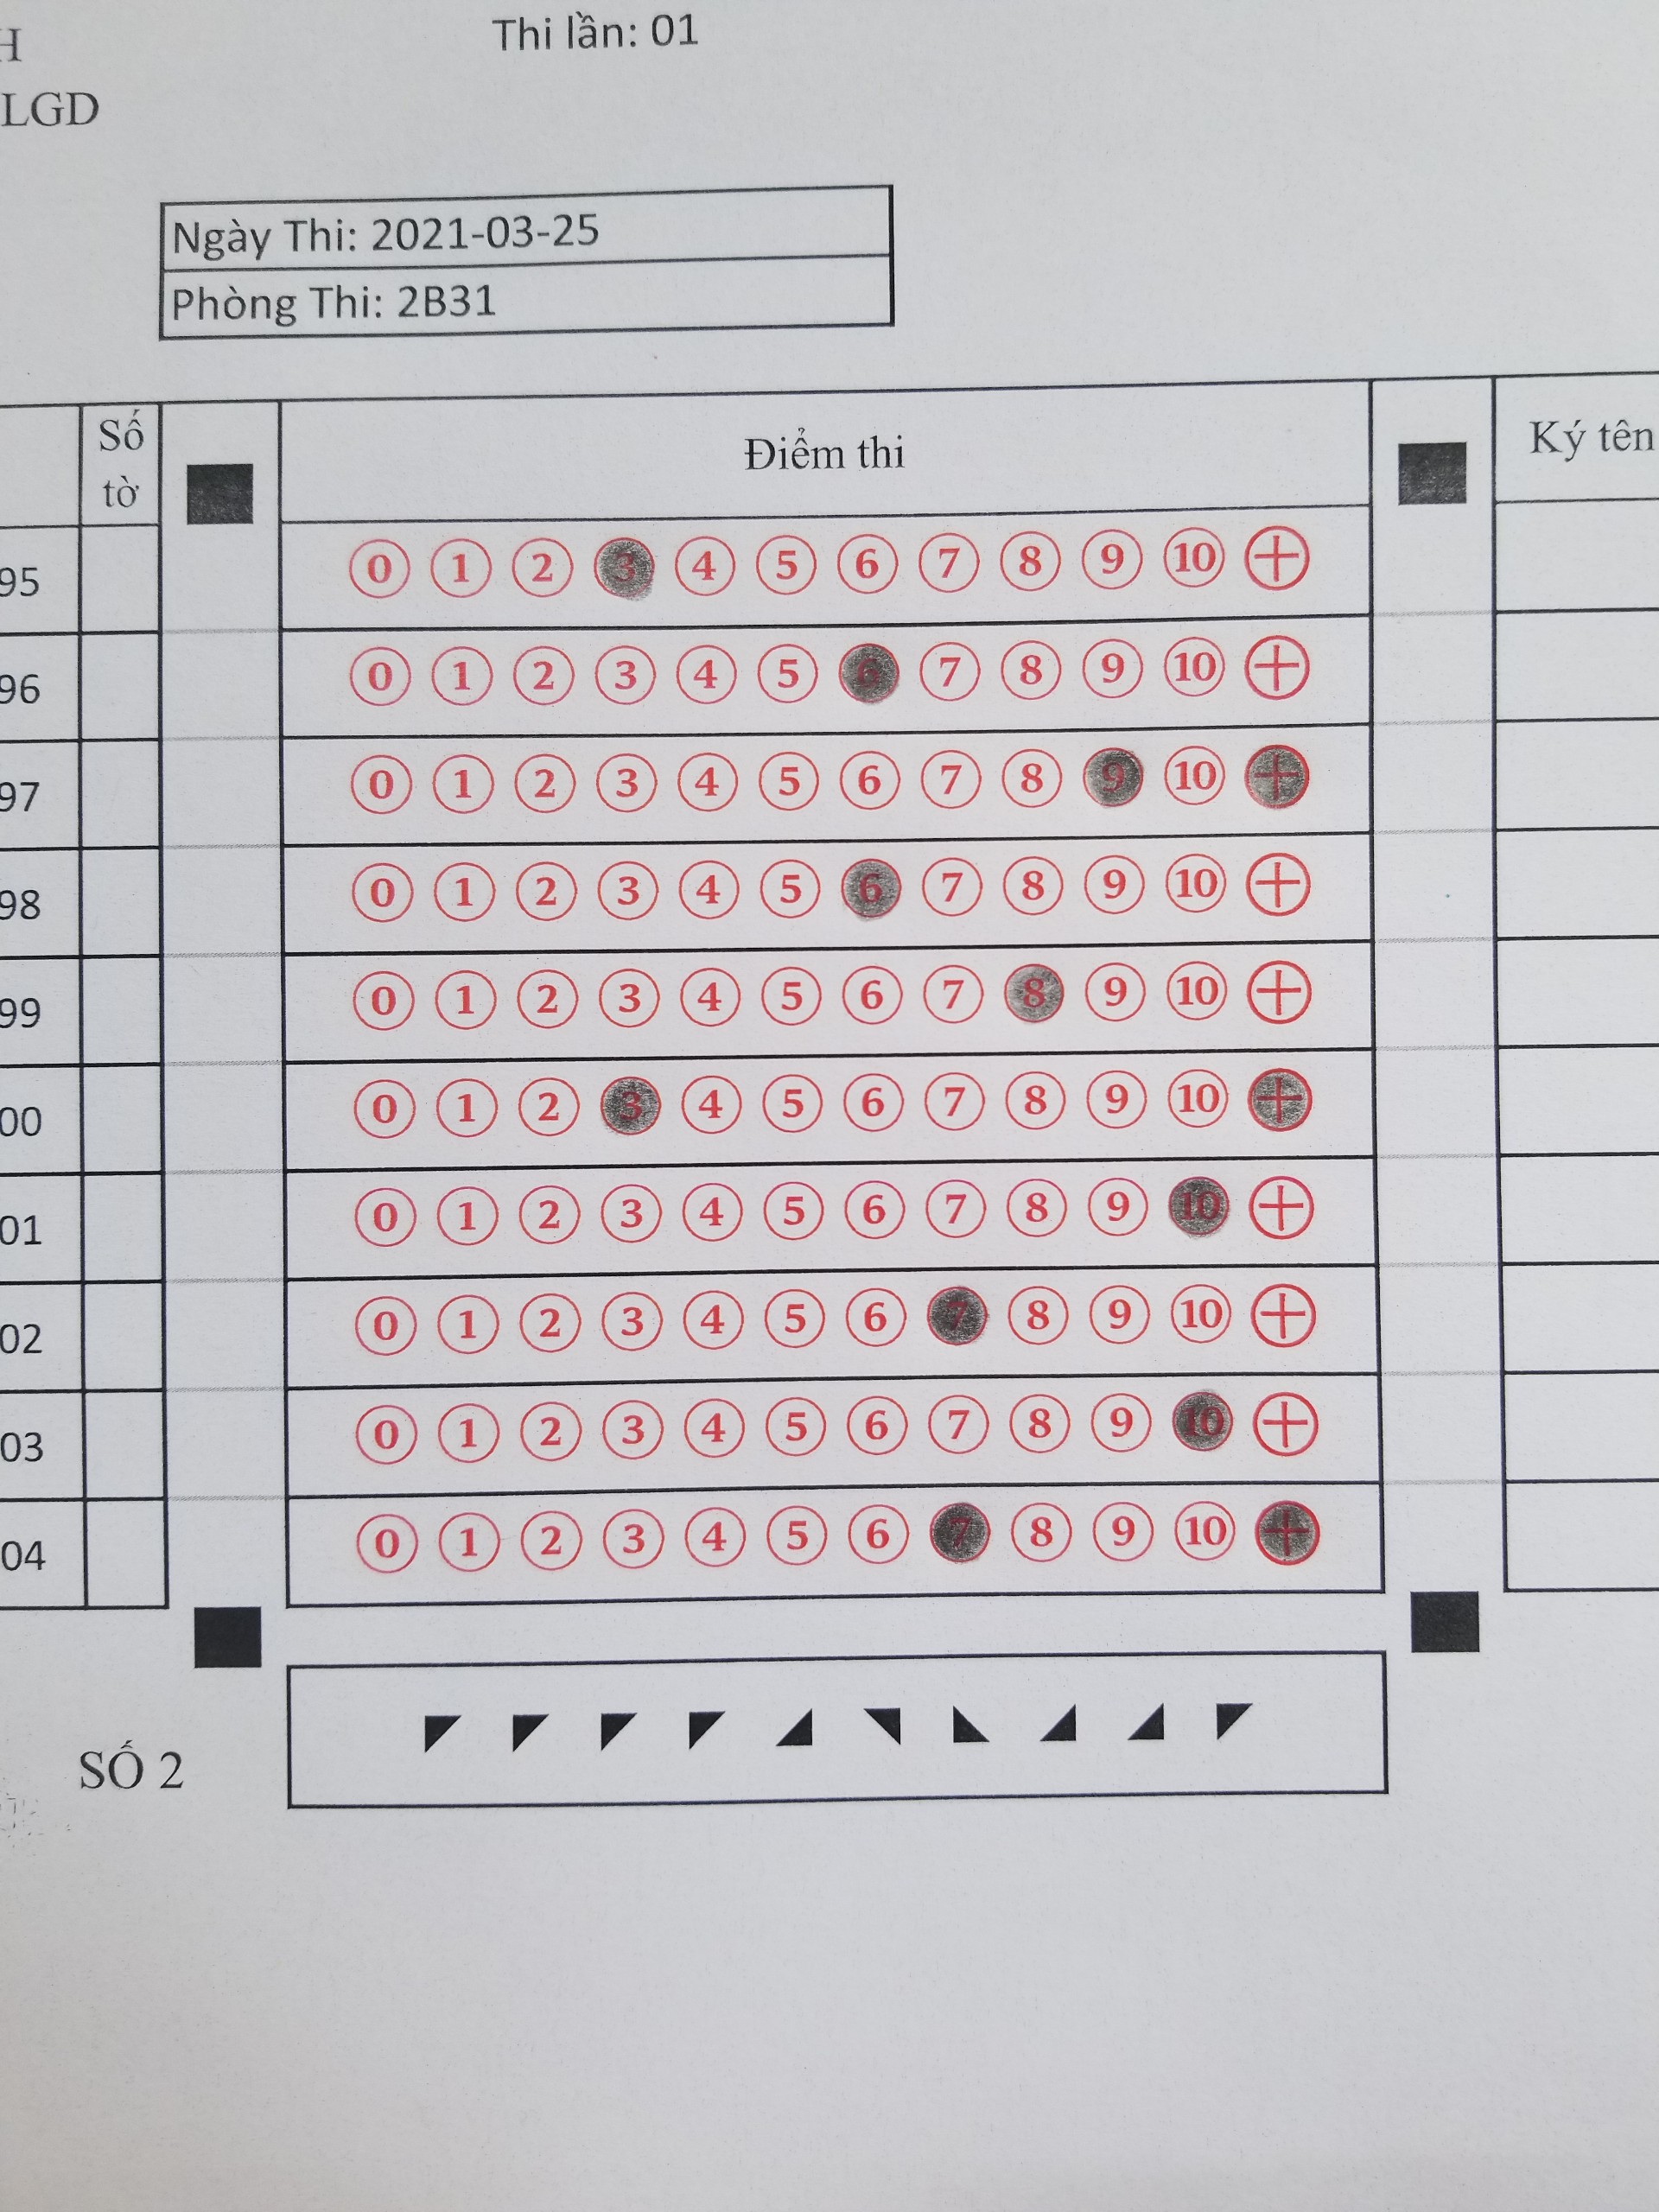 H
Thi lần: 01
LGD
Ngày Thi: 2021-03-25
Phòng Thi: 2B31
Số tờ
Điểm thi
Ký tên
95 0 1 2 3 4 5 6 7 8 9 10 +
96 0 1 2 3 4 5 6 7 8 9 10 +
97 0 1 2 3 4 5 6 7 8 9 10 +
98 0 1 2 3 4 5 6 7 8 9 10 +
99 0 1 2 3 4 5 6 7 8 9 10 +
00 0 1 2 3 4 5 6 7 8 9 10 +
01 0 1 2 3 4 5 6 7 8 9 10 +
02 0 1 2 3 4 5 6 7 8 9 10 +
03 0 1 2 3 4 5 6 7 8 9 10 +
04 0 1 2 3 4 5 6 7 8 9 10 +
SỐ 2